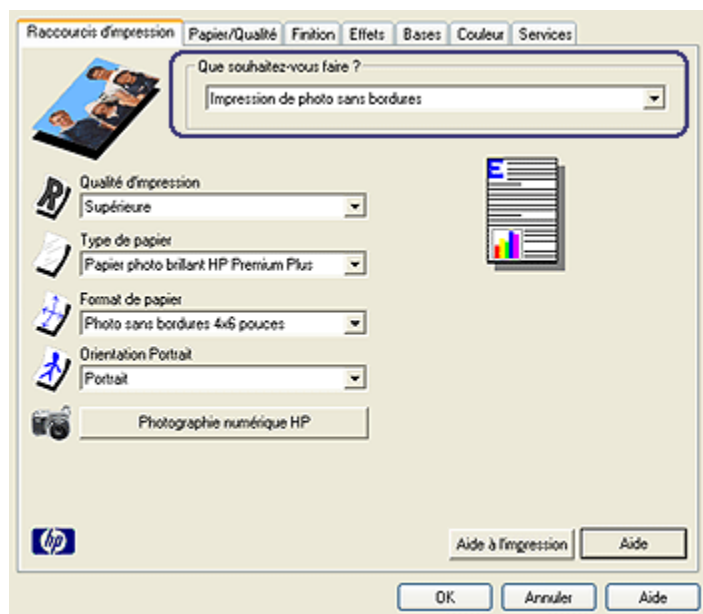 Raccourcis d'impression Papier/Qualité Finition Effets Bases Couleur Services
Que souhaitez-vous faire ?
Impression de photo sans bordures
Qualité d'impression
Supérieure
Type de papier
Papier photo brillant HP Premium Plus
Format de papier
Photo sans bordures 4x6 pouces
Orientation Portrait
Portrait
Photographie numérique HP
hp
Aide à l'impression Aide
OK Annuler Aide